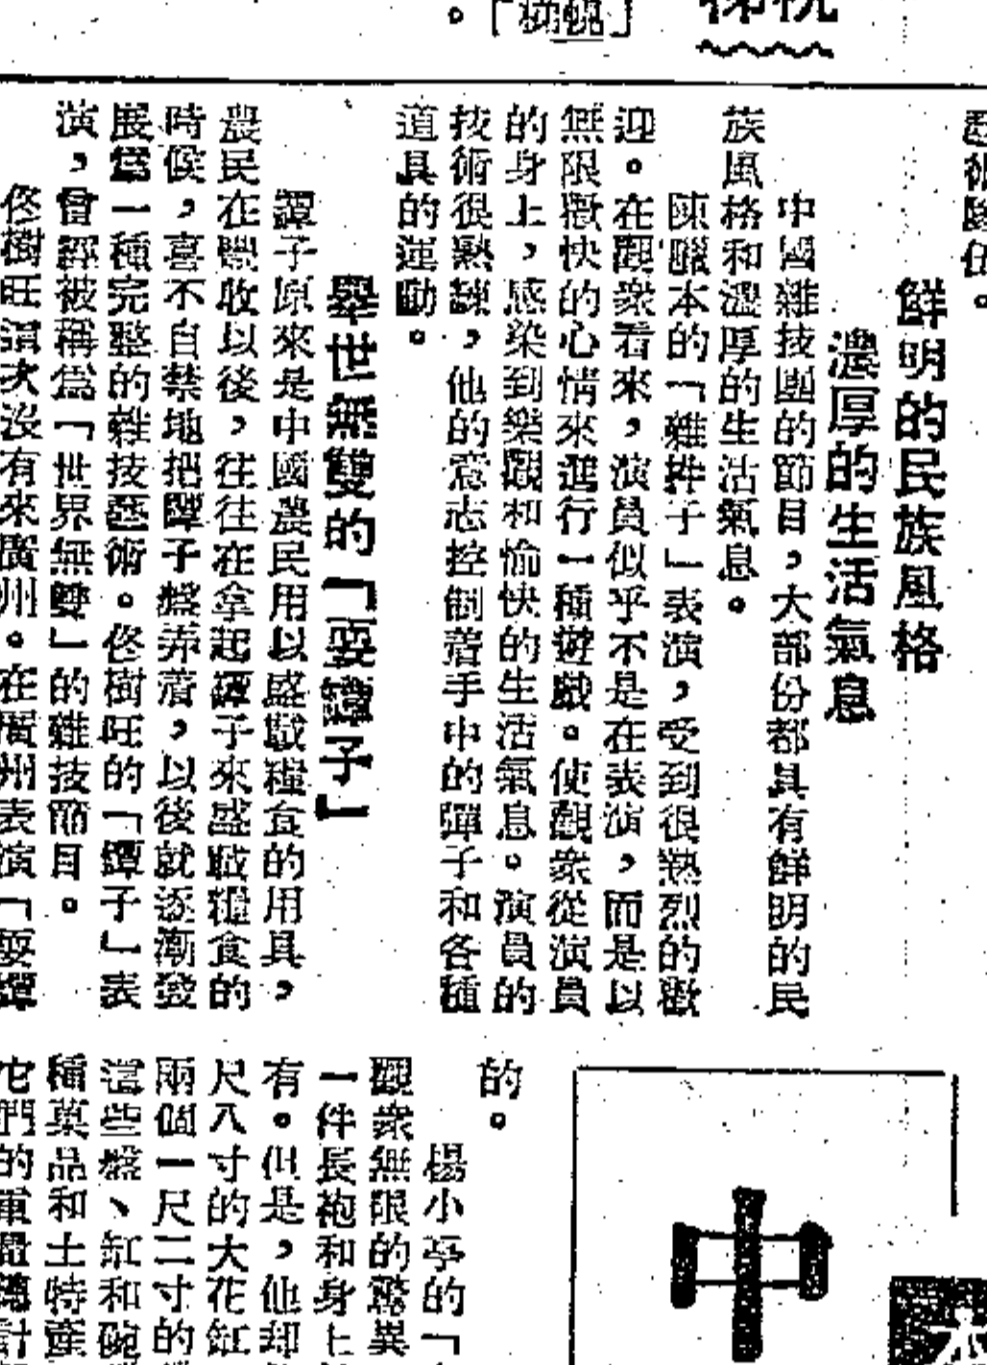 鮮明的民族風格
濃厚的生活氣息
中國雜技團的節目，大部份都具有鮮明的民
族風格和溫厚的生活氣息。
陳臘本的「雜拌子」表演，受到很熱烈的歡
迎。在觀衆看來，演員似乎不是在表演，而是以
無限歡快的心情來進行一種遊戲。使觀衆從演員
的身上，感染到樂觀和愉快的生活氣息。演員的
技術很熟練，他的意志控制着手中的彈子和各種
道具的運動。
舉世無雙的「耍罎子」
罎子原來是中國農民用以盛載糧食的用具，
農民在豐收以後，往往在拿起罎子來盛載糧食的
時候，喜不自禁地把罎子盤弄着，以後就逐漸發
展爲一種完整的雜技藝術。佟樹旺的「罎子」表
演，曾經被稱爲「世界無雙」的雜技節目。
佟樹旺這次沒有來廣州。在廣州表演「耍罎
的。
楊小亭的「
觀衆無限的驚異
一件長袍和身上
有。但是，他却
尺八寸的大花缸
兩個一尺二寸的
這些盤、缸和碗
種菓品和土特產
它們的重量總計